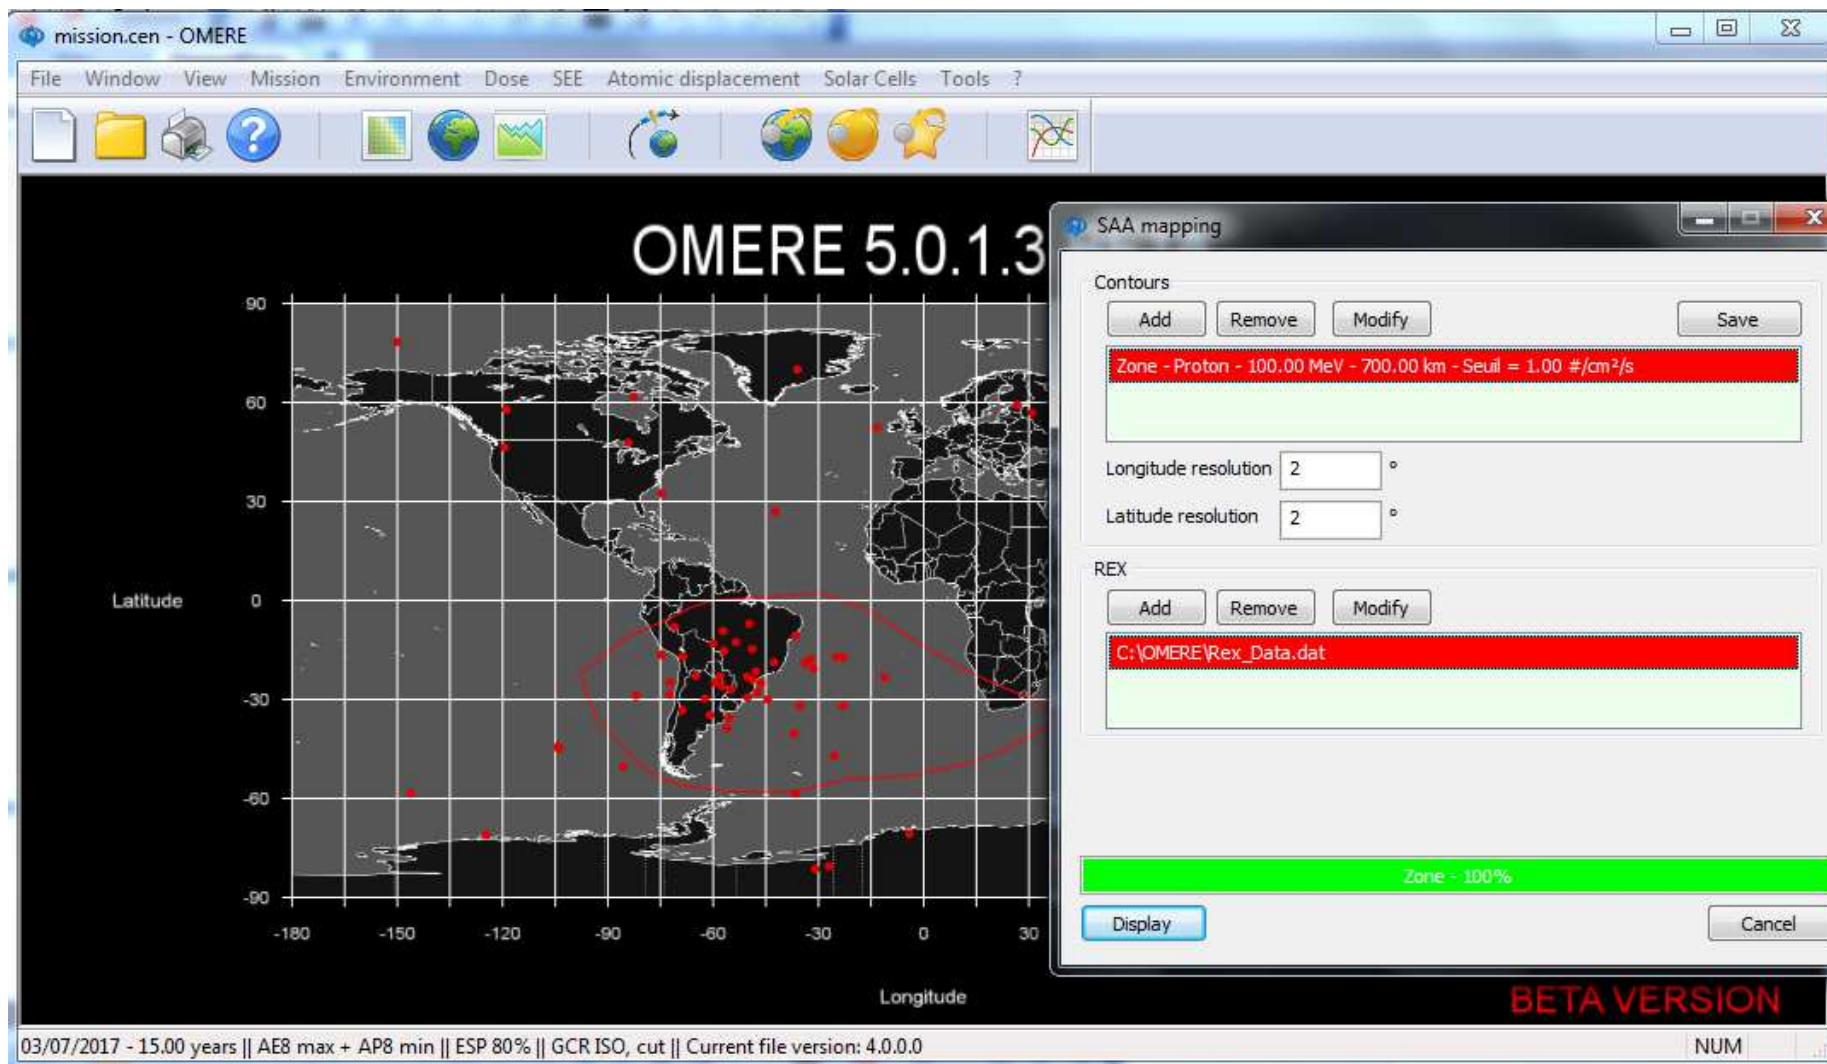 mission.cen - OMERE
File Window View Mission Environment Dose SEE Atomic displacement Solar Cells Tools ?
OMERE 5.0.1.3
SAA mapping
Contours
Add Remove Modify Save
Zone - Proton - 100.00 MeV - 700.00 km - Seuil = 1.00 #/cm²/s
Longitude resolution 2 °
Latitude resolution 2 °
REX
Add Remove Modify
C:\OMERE\Rex_Data.dat
Zone - 100%
Display Cancel
90
60
30
Latitude 0
-30
-60
-90
-180 -150 -120 -90 -60 -30 0 30
Longitude
BETA VERSION
03/07/2017 - 15.00 years || AE8 max + AP8 min || ESP 80% || GCR ISO, cut || Current file version: 4.0.0.0 NUM